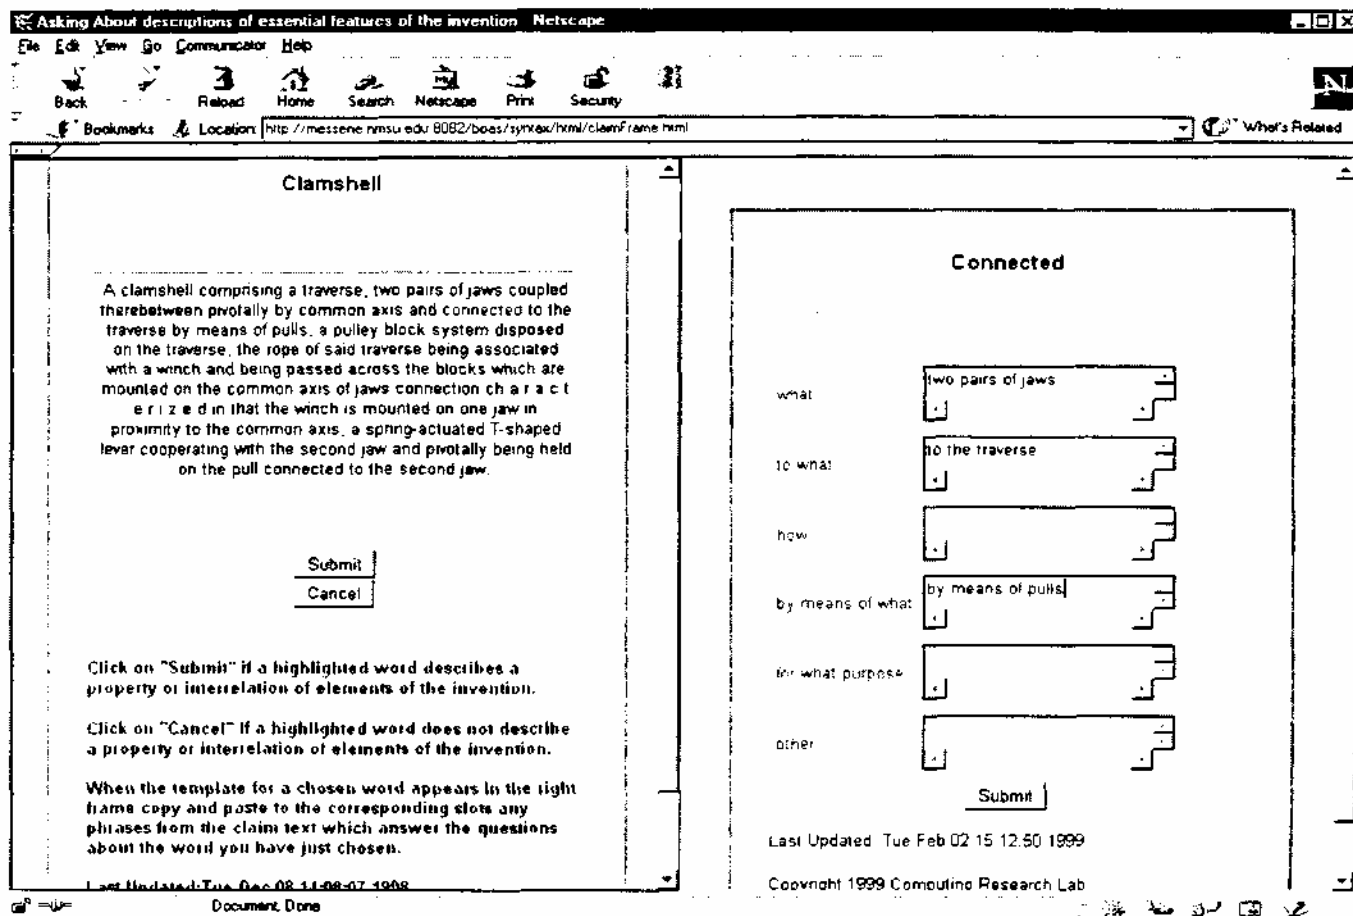 Asking About descriptions of essential features of the invention Netscape
File Edit View Go Communicator Help
Back Reload Home Search Netscape Print Security
Bookmarks Location: http://messene.nmsu.edu:8082/boas/syntax/html/claimFrame.html What's Related
Clamshell
A clamshell comprising a traverse, two pairs of jaws coupled
therebetween pivotally by common axis and connected to the
traverse by means of pulls, a pulley block system disposed
on the traverse, the rope of said traverse being associated
with a winch and being passed across the blocks which are
mounted on the common axis of jaws connection ch a r a c t
e r i z e d in that the winch is mounted on one jaw in
proximity to the common axis, a spring-actuated T-shaped
lever cooperating with the second jaw and pivotally being held
on the pull connected to the second jaw.
Submit
Cancel
Click on "Submit" if a highlighted word describes a
property or interrelation of elements of the invention.
Click on "Cancel" if a highlighted word does not describe
a property or interrelation of elements of the invention.
When the template for a chosen word appears in the right
frame copy and paste to the corresponding slots any
phrases from the claim text which answer the questions
about the word you have just chosen.
Last Updated: Tue Dec 08 14:08:07 1998
Connected
what two pairs of jaws
to what to the traverse
how
by means of what by means of pulls
for what purpose
other
Submit
Last Updated Tue Feb 02 15 12:50 1999
Copyright 1999 Computing Research Lab
Document: Done